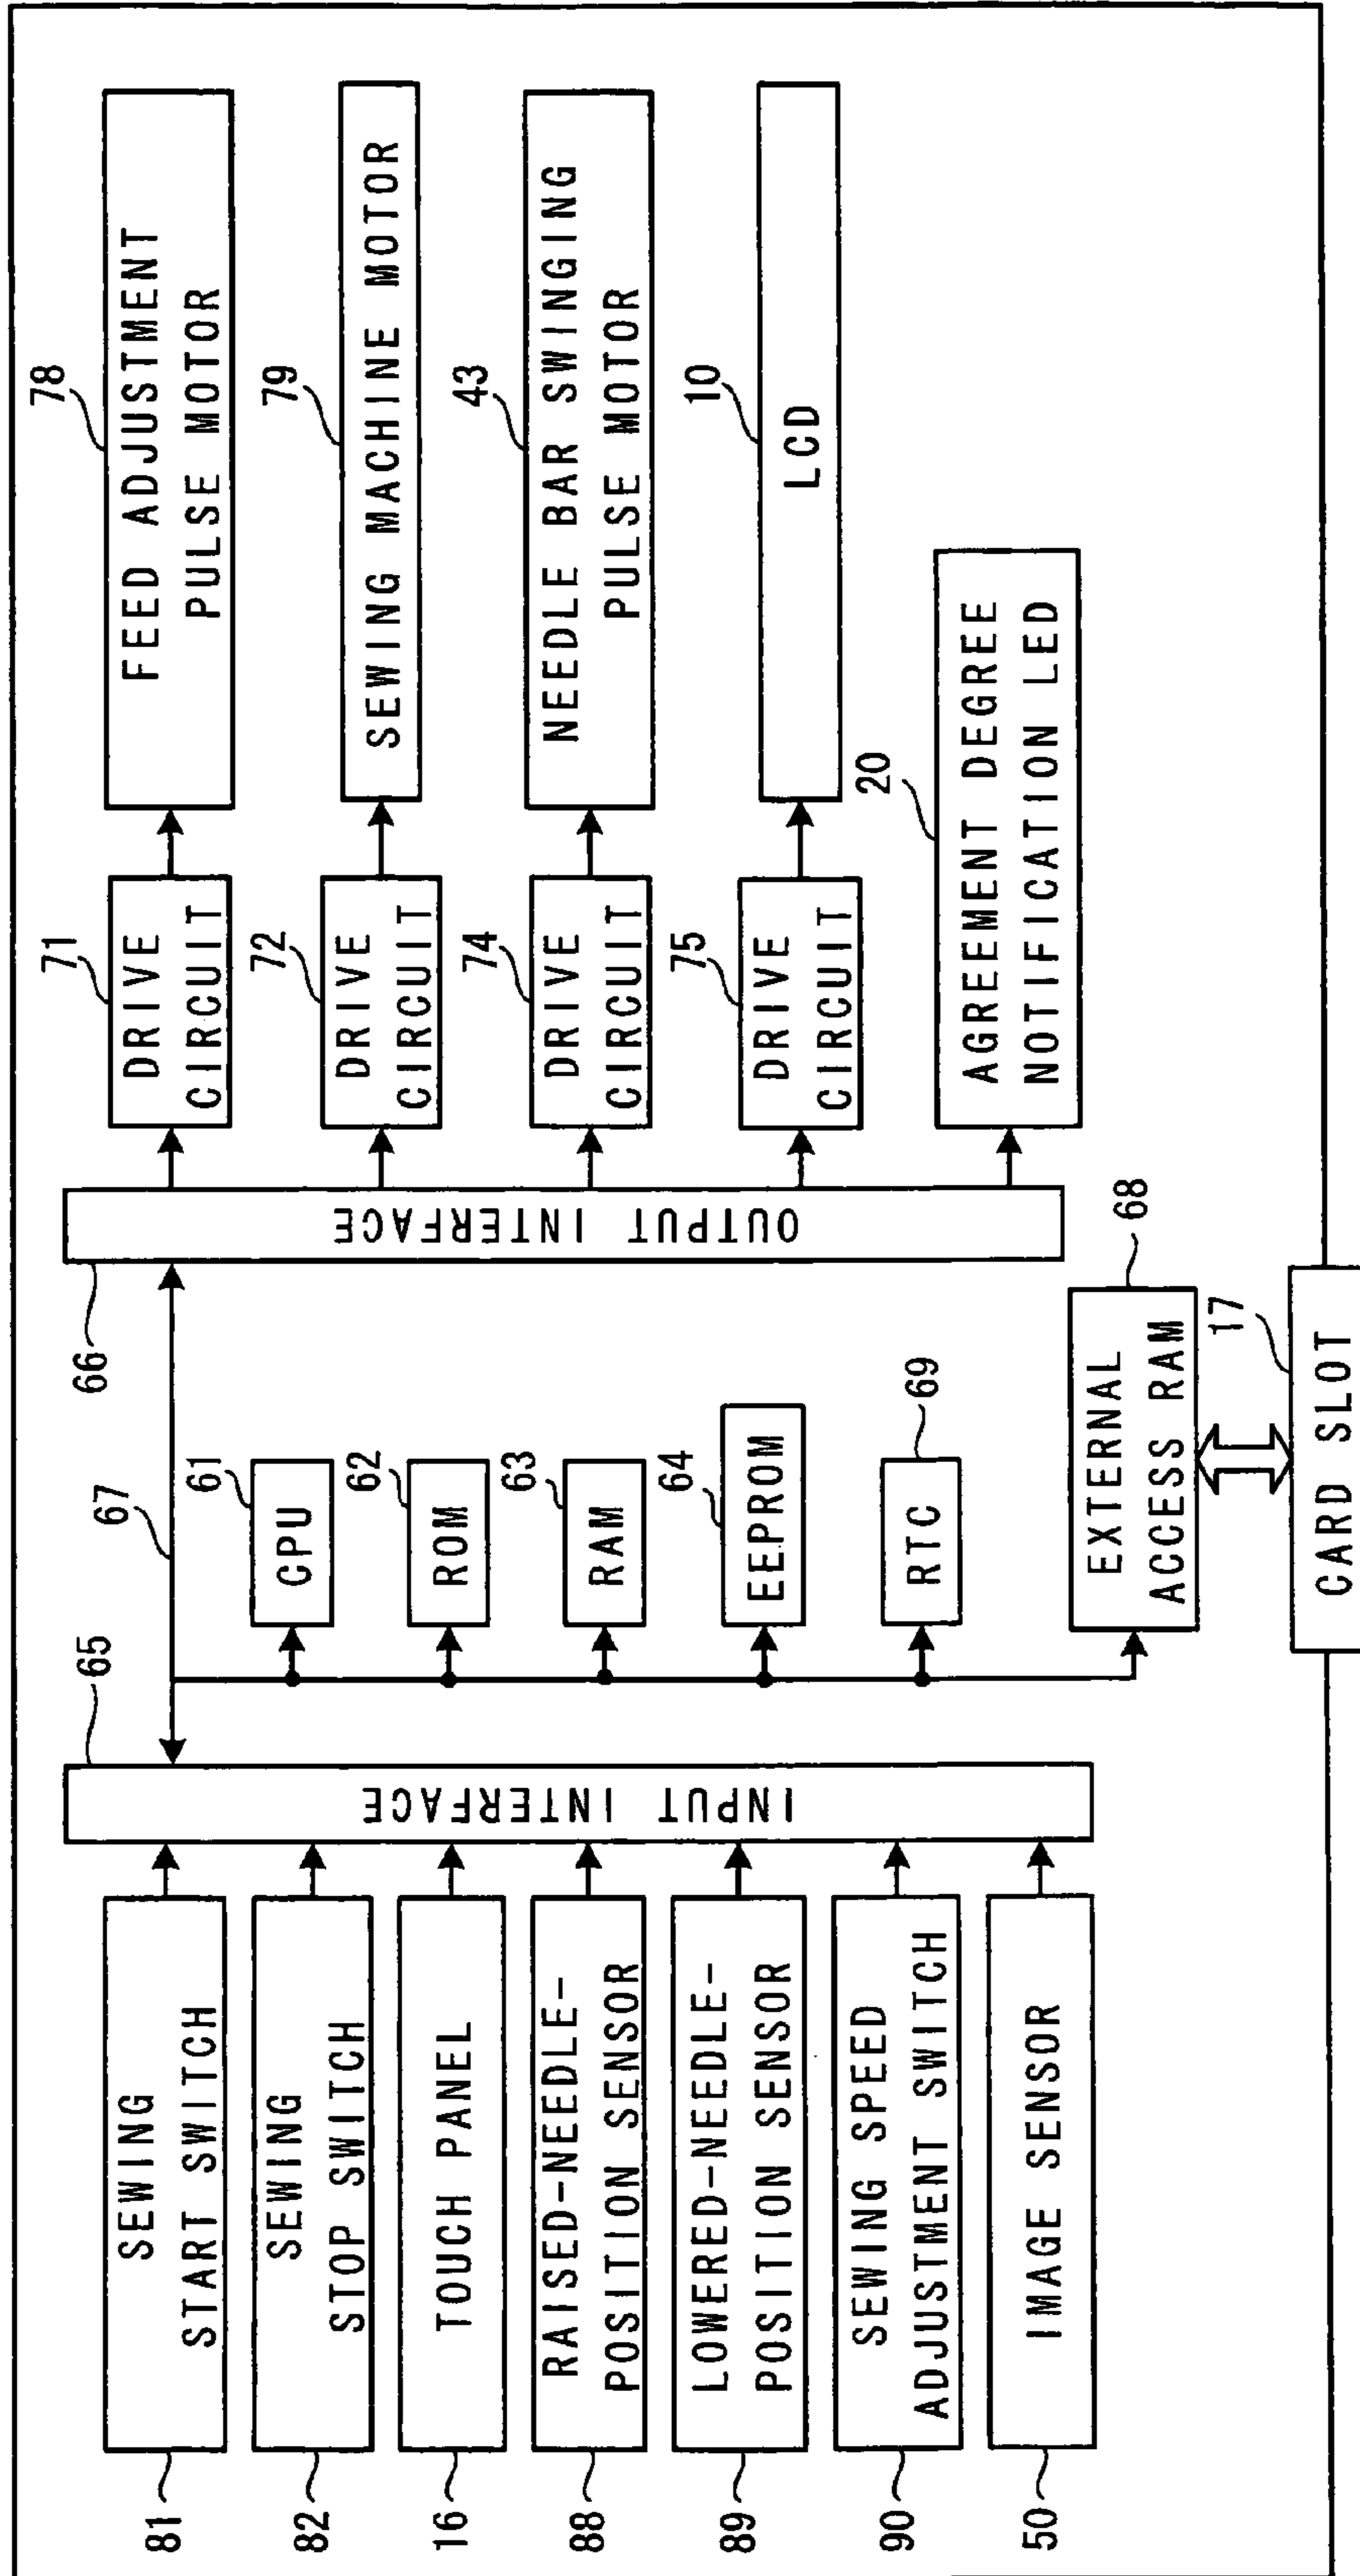 81
SEWING
START SWITCH
82
SEWING
STOP SWITCH
16
TOUCH PANEL
88
RAISED-NEEDLE-
POSITION SENSOR
89
LOWERED-NEEDLE-
POSITION SENSOR
90
SEWING SPEED
ADJUSTMENT SWITCH
50
IMAGE SENSOR
65
INPUT INTERFACE
67
61
CPU
62
ROM
63
RAM
64
EEPROM
69
RTC
68
EXTERNAL
ACCESS RAM
17
CARD SLOT
66
OUTPUT INTERFACE
71
DRIVE
CIRCUIT
72
DRIVE
CIRCUIT
74
DRIVE
CIRCUIT
75
DRIVE
CIRCUIT
78
FEED ADJUSTMENT
PULSE MOTOR
79
SEWING MACHINE MOTOR
43
NEEDLE BAR SWINGING
PULSE MOTOR
10
LCD
20
AGREEMENT DEGREE
NOTIFICATION LED